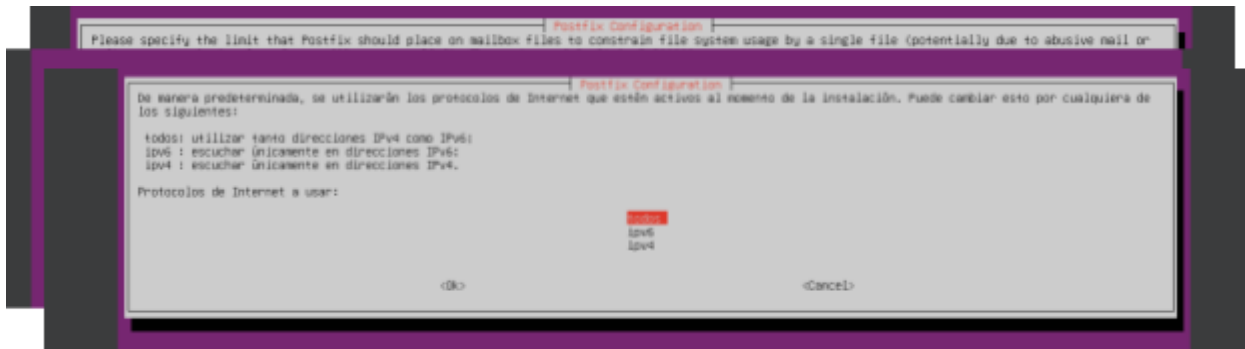 Postfix Configuration
Please specify the limit that Postfix should place on mailbox files to constrain file system usage by a single file (potentially due to abusive mail or
Postfix Configuration
De manera predeterminada, se utilizarán los protocolos de Internet que estén activos al momento de la instalación. Puede cambiar esto por cualquiera de
los siguientes:
todos: utilizar tanto direcciones IPv4 como IPv6;
ipv6 : escuchar únicamente en direcciones IPv6;
ipv4 : escuchar únicamente en direcciones IPv4.
Protocolos de Internet a usar:
todos
ipv6
ipv4
<Ok> <Cancel>